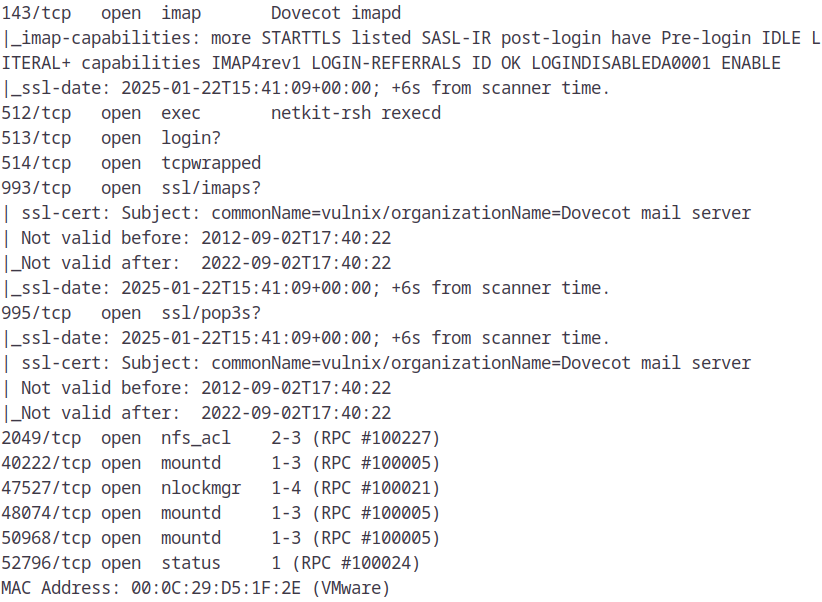 143/tcp   open  imap       Dovecot imapd
|_imap-capabilities: more STARTTLS listed SASL-IR post-login have Pre-login IDLE L
ITERAL+ capabilities IMAP4rev1 LOGIN-REFERRALS ID OK LOGINDISABLEDA0001 ENABLE
|_ssl-date: 2025-01-22T15:41:09+00:00; +6s from scanner time.
512/tcp   open  exec       netkit-rsh rexecd
513/tcp   open  login?
514/tcp   open  tcpwrapped
993/tcp   open  ssl/imaps?
| ssl-cert: Subject: commonName=vulnix/organizationName=Dovecot mail server
| Not valid before: 2012-09-02T17:40:22
|_Not valid after:  2022-09-02T17:40:22
|_ssl-date: 2025-01-22T15:41:09+00:00; +6s from scanner time.
995/tcp   open  ssl/pop3s?
|_ssl-date: 2025-01-22T15:41:09+00:00; +6s from scanner time.
| ssl-cert: Subject: commonName=vulnix/organizationName=Dovecot mail server
| Not valid before: 2012-09-02T17:40:22
|_Not valid after:  2022-09-02T17:40:22
2049/tcp  open  nfs_acl    2-3 (RPC #100227)
40222/tcp open  mountd     1-3 (RPC #100005)
47527/tcp open  nlockmgr   1-4 (RPC #100021)
48074/tcp open  mountd     1-3 (RPC #100005)
50968/tcp open  mountd     1-3 (RPC #100005)
52796/tcp open  status     1 (RPC #100024)
MAC Address: 00:0C:29:D5:1F:2E (VMware)